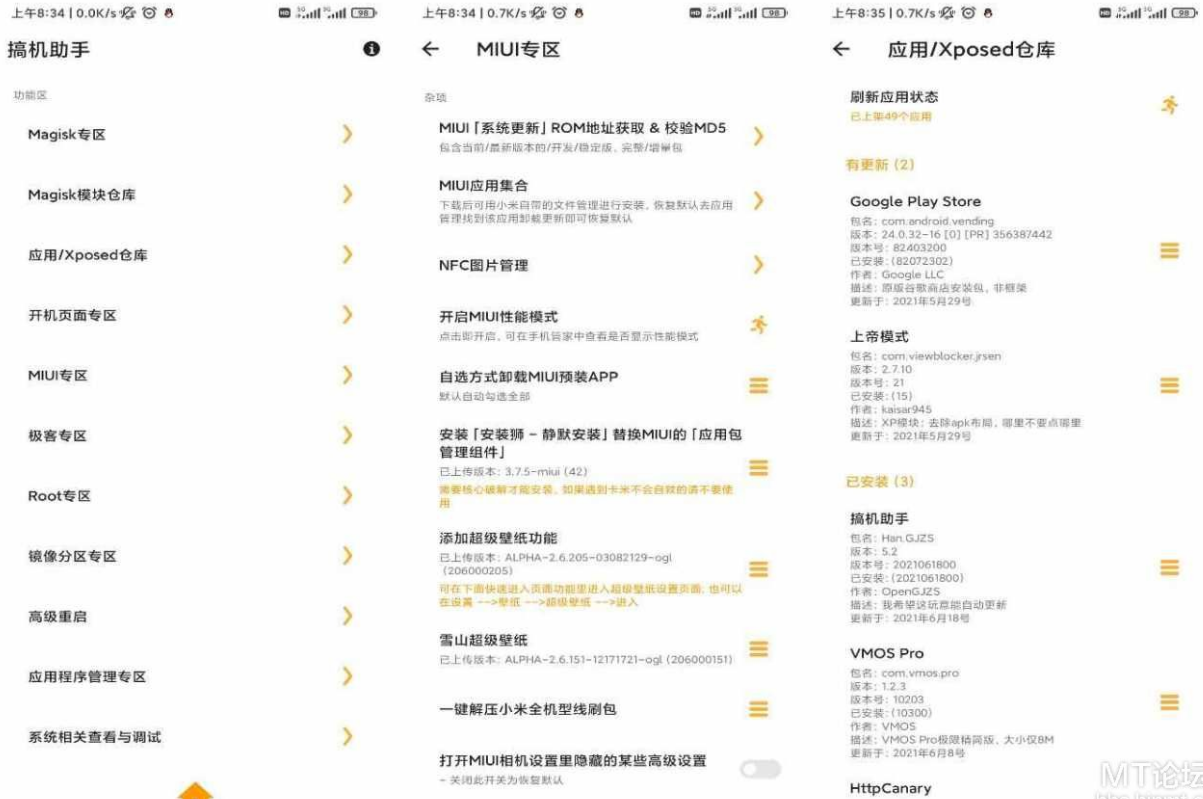 上午8:34 | 0.0K/s
搞机助手
功能区
Magisk专区
Magisk模块仓库
应用/Xposed仓库
开机页面专区
MIUI专区
极客专区
Root专区
镜像分区专区
高级重启
应用程序管理专区
系统相关查看与调试
上午8:34 | 0.7K/s
MIUI专区
杂项
MIUI「系统更新」ROM地址获取 & 校验MD5
包含当前/最新版本的/开发/稳定版、完整/增量包
MIUI应用集合
下载后可用小米自带的文件管理进行安装，恢复默认去应用
管理找到该应用卸载更新即可恢复默认
NFC图片管理
开启MIUI性能模式
点击即开启，可在手机管家中查看是否显示性能模式
自选方式卸载MIUI预装APP
默认自动勾选全部
安装「安装狮 - 静默安装」替换MIUI的「应用包
管理组件」
已上传版本: 3.7.5-miui (42)
需要核心破解才能安装，如果遇到卡米不会自救的请不要使
用
添加超级壁纸功能
已上传版本: ALPHA-2.6.205-03082129-ogl
(206000205)
可在下面快速进入页面功能里进入超级壁纸设置页面, 也可以
在设置 -->壁纸 -->超级壁纸 -->进入
雪山超级壁纸
已上传版本: ALPHA-2.6.151-12171721-ogl (206000151)
一键解压小米全机型线刷包
打开MIUI相机设置里隐藏的某些高级设置
- 关闭此开关为恢复默认
上午8:35 | 0.7K/s
应用/Xposed仓库
刷新应用状态
已上架49个应用
有更新 (2)
Google Play Store
包名: com.android.vending
版本: 24.0.32-16 [0] [PR] 356387442
版本号: 82403200
已安装: (82072302)
作者: Google LLC
描述: 原版谷歌商店安装包，非框架
更新于: 2021年5月29号
上帝模式
包名: com.viewblocker.jrsen
版本: 2.7.10
版本号: 21
已安装: (15)
作者: kaisar945
描述: XP模块: 去除apk布局，哪里不要点哪里
更新于: 2021年5月29号
已安装 (3)
搞机助手
包名: Han.GJZS
版本: 5.2
版本号: 2021061800
已安装: (2021061800)
作者: OpenGJZS
描述: 我希望这玩意能自动更新
更新于: 2021年6月18号
VMOS Pro
包名: com.vmos.pro
版本: 1.2.3
版本号: 10203
已安装: (10300)
作者: VMOS
描述: VMOS Pro极限精简版，大小仅8M
更新于: 2021年6月8号
HttpCanary
MT论坛